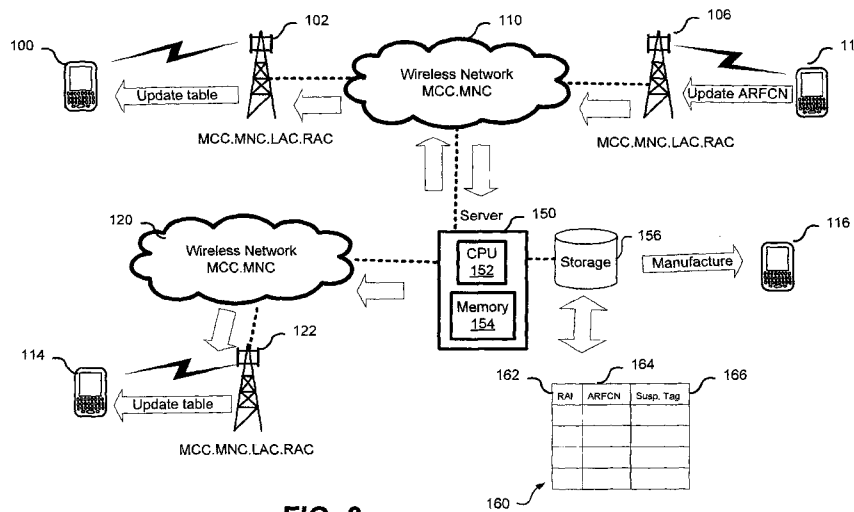 100
102
110
106
11
Wireless Network
MCC.MNC
Update table
Update ARFCN
MCC.MNC.LAC.RAC
MCC.MNC.LAC.RAC
Server
150
120
Wireless Network
MCC.MNC
CPU
152
Memory
154
156
Storage
Manufacture
116
122
114
Update table
MCC.MNC.LAC.RAC
162
164
166
RAI
ARFCN
Susp. Tag
160